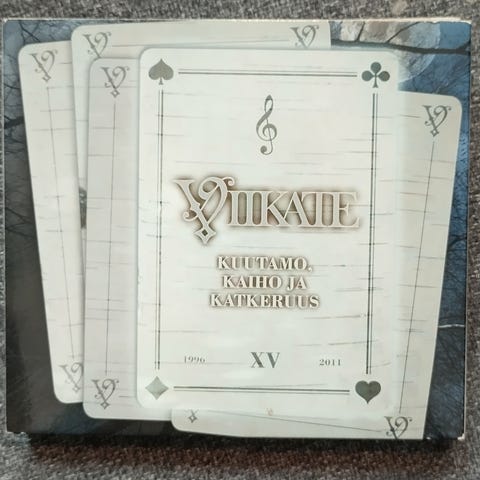 VIIKATE
KUUTAMO,
KAIHO JA
KATKERUUS
1996 XV 2011